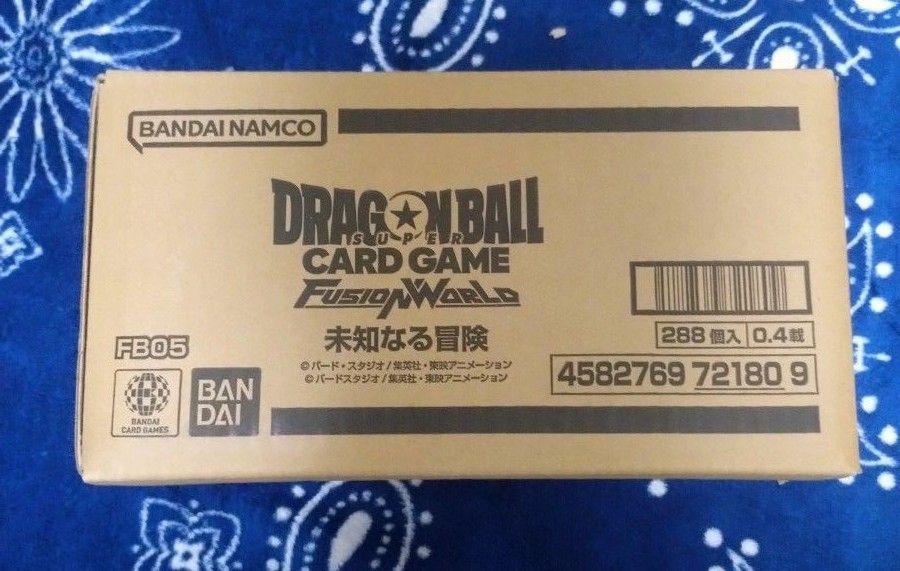 BANDAI NAMCO
DRAGON BALL
SUPER
CARD GAME
FUSION WORLD
未知なる冒険
©バード・スタジオ/集英社・東映アニメーション
©バードスタジオ/集英社・東映アニメーション
FB05
BANDAI
CARD GAMES
BAN
DAI
288個入 0.4載
4582769 72180 9